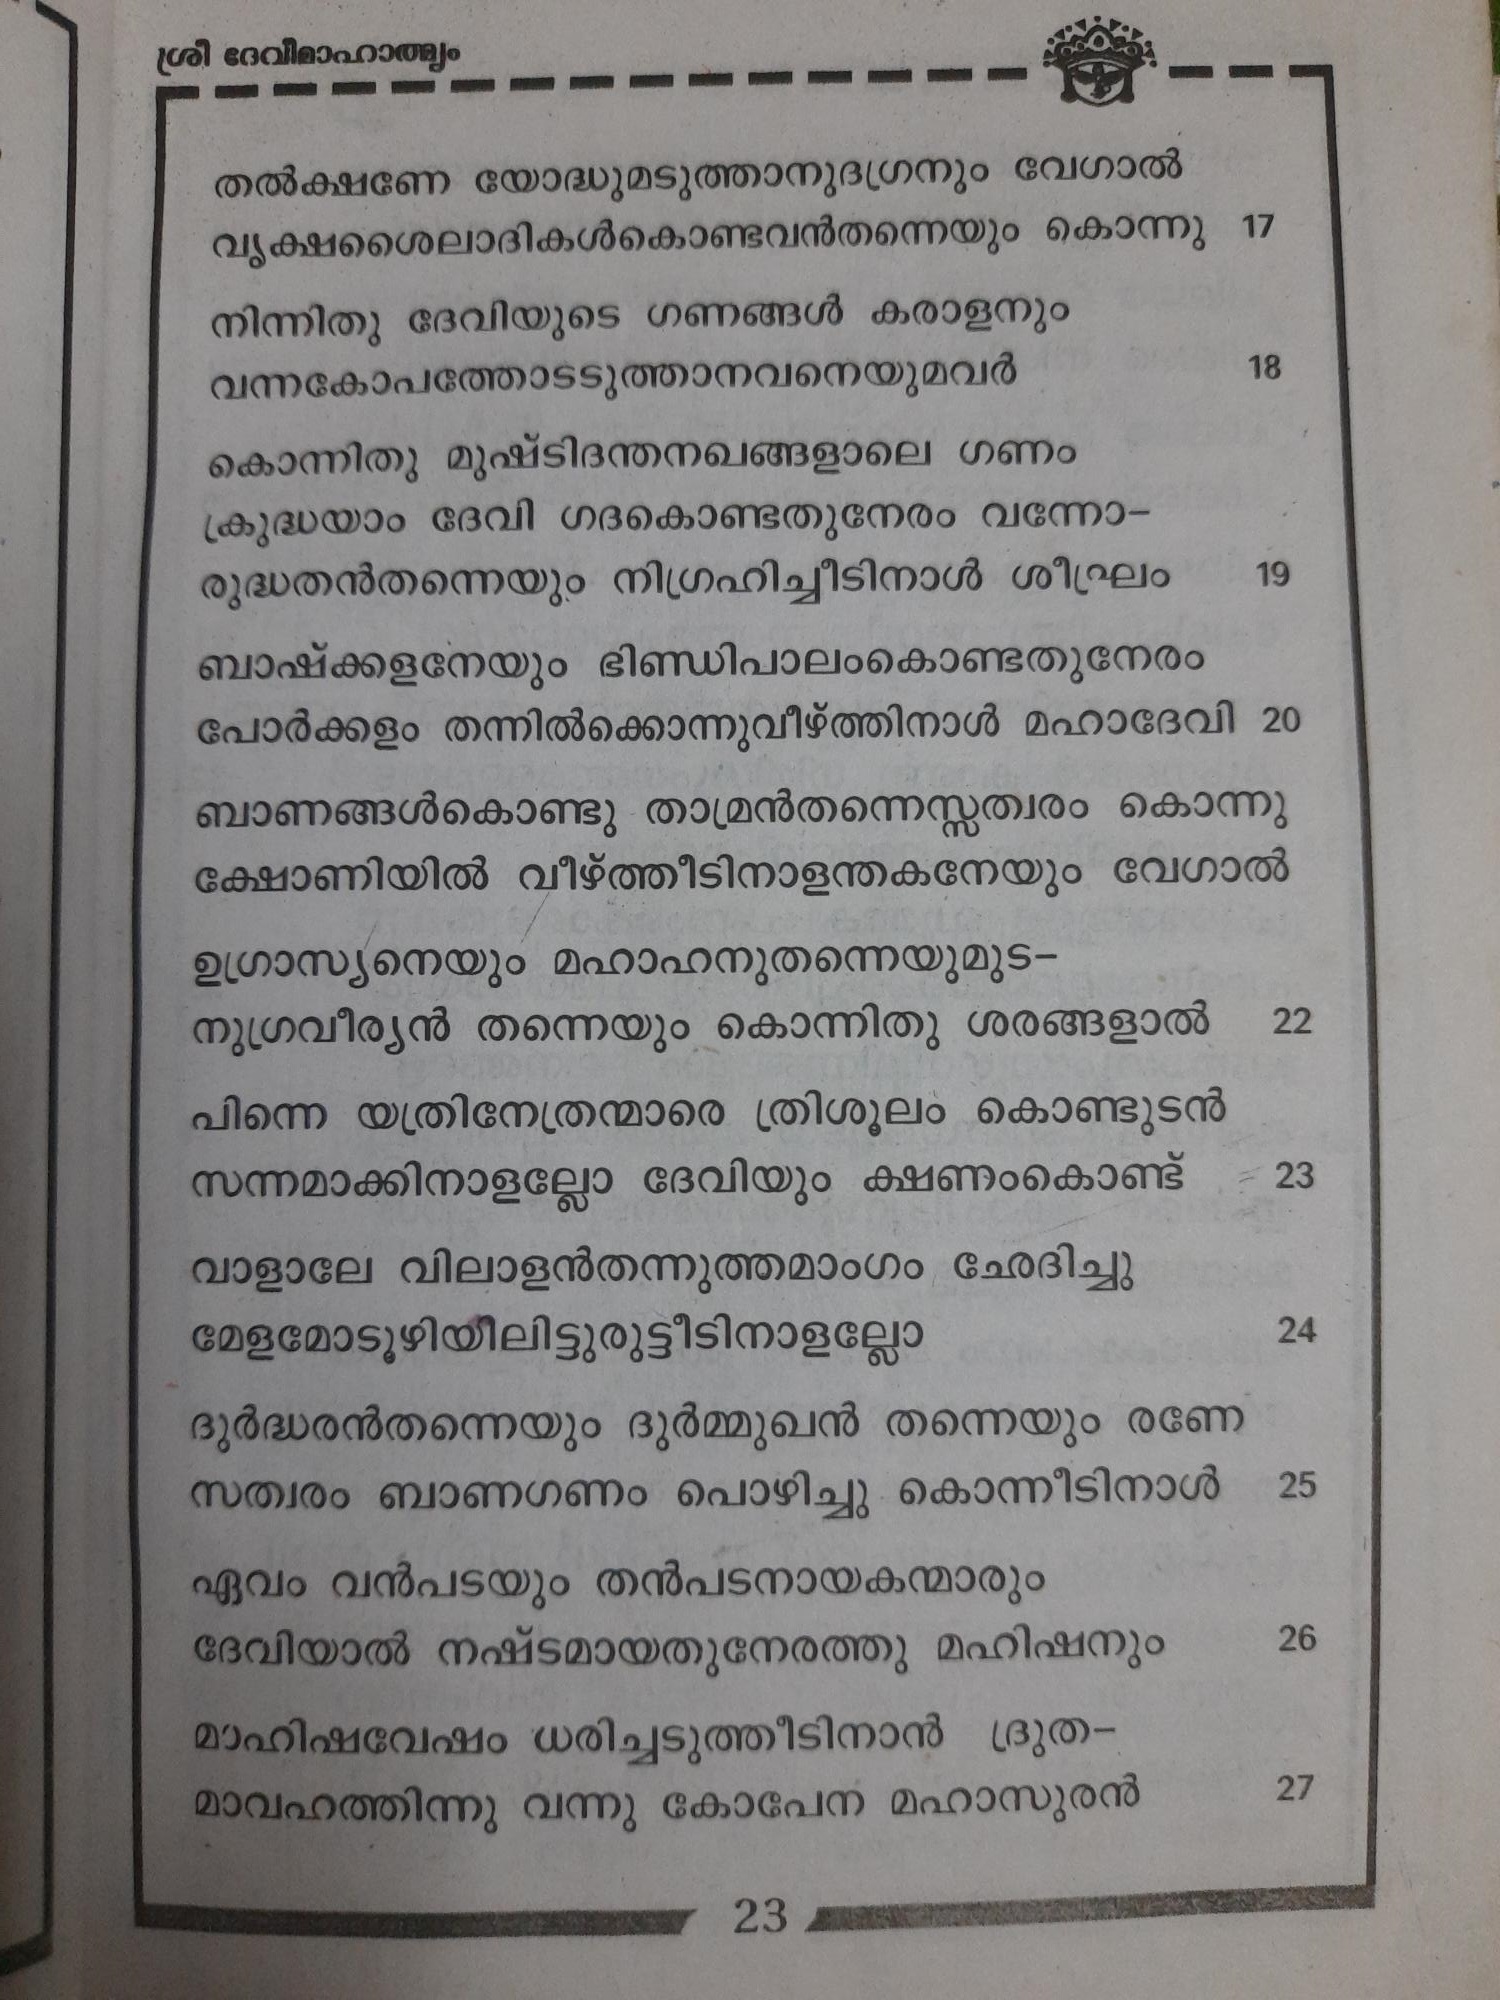 ശ്രീ ദേവീമാഹാത്മ്യം
തൽക്ഷണേ യോദ്ധുമടുത്താനുദഗ്രനും വേഗാൽ
വൃക്ഷശൈലാദികൾകൊണ്ടവൻതന്നെയും കൊന്നു 17
നിന്നിതു ദേവിയുടെ ഗണങ്ങൾ കരാളനും
വന്നകോപത്തോടടുത്താനവനെയുമവർ 18
കൊന്നിതു മുഷ്ടിദന്തനഖങ്ങളാലെ ഗണം
ക്രുദ്ധയാം ദേവി ഗദകൊണ്ടതുനേരം വന്നോ-
രുദ്ധതൻതന്നെയും നിഗ്രഹിച്ചീടിനാൾ ശീഘ്രം 19
ബാഷ്ക്കളനേയും ഭിണ്ഡിപാലംകൊണ്ടതുനേരം
പോർക്കളം തന്നിൽക്കൊന്നുവീഴ്ത്തിനാൾ മഹാദേവി 20
ബാണങ്ങൾകൊണ്ടു താമ്രൻതന്നെസ്സത്വരം കൊന്നു
ക്ഷോണിയിൽ വീഴ്ത്തീടിനാളന്തകനേയും വേഗാൽ
ഉഗ്രാസ്യനെയും മഹാഹനുതന്നെയുമുട-
നുഗ്രവീര്യൻ തന്നെയും കൊന്നിതു ശരങ്ങളാൽ 22
പിന്നെ യത്രിനേത്രന്മാരെ ത്രിശൂലം കൊണ്ടുടൻ
സന്നമാക്കിനാളല്ലോ ദേവിയും ക്ഷണംകൊണ്ട് 23
വാളാലേ വിലാളൻതന്നുത്തമാംഗം ഛേദിച്ചു
മേളമോടൂഴിയീലിട്ടുരുട്ടീടിനാളല്ലോ 24
ദുർദ്ധരൻതന്നെയും ദുർമ്മുഖൻ തന്നെയും രണേ
സത്വരം ബാണഗണം പൊഴിച്ചു കൊന്നീടിനാൾ 25
ഏവം വൻപടയും തൻപടനായകന്മാരും
ദേവിയാൽ നഷ്ടമായതുനേരത്തു മഹിഷനും 26
മാഹിഷവേഷം ധരിച്ചടുത്തീടിനാൻ ദ്രുത-
മാവഹത്തിന്നു വന്നു കോപേന മഹാസുരൻ 27
23